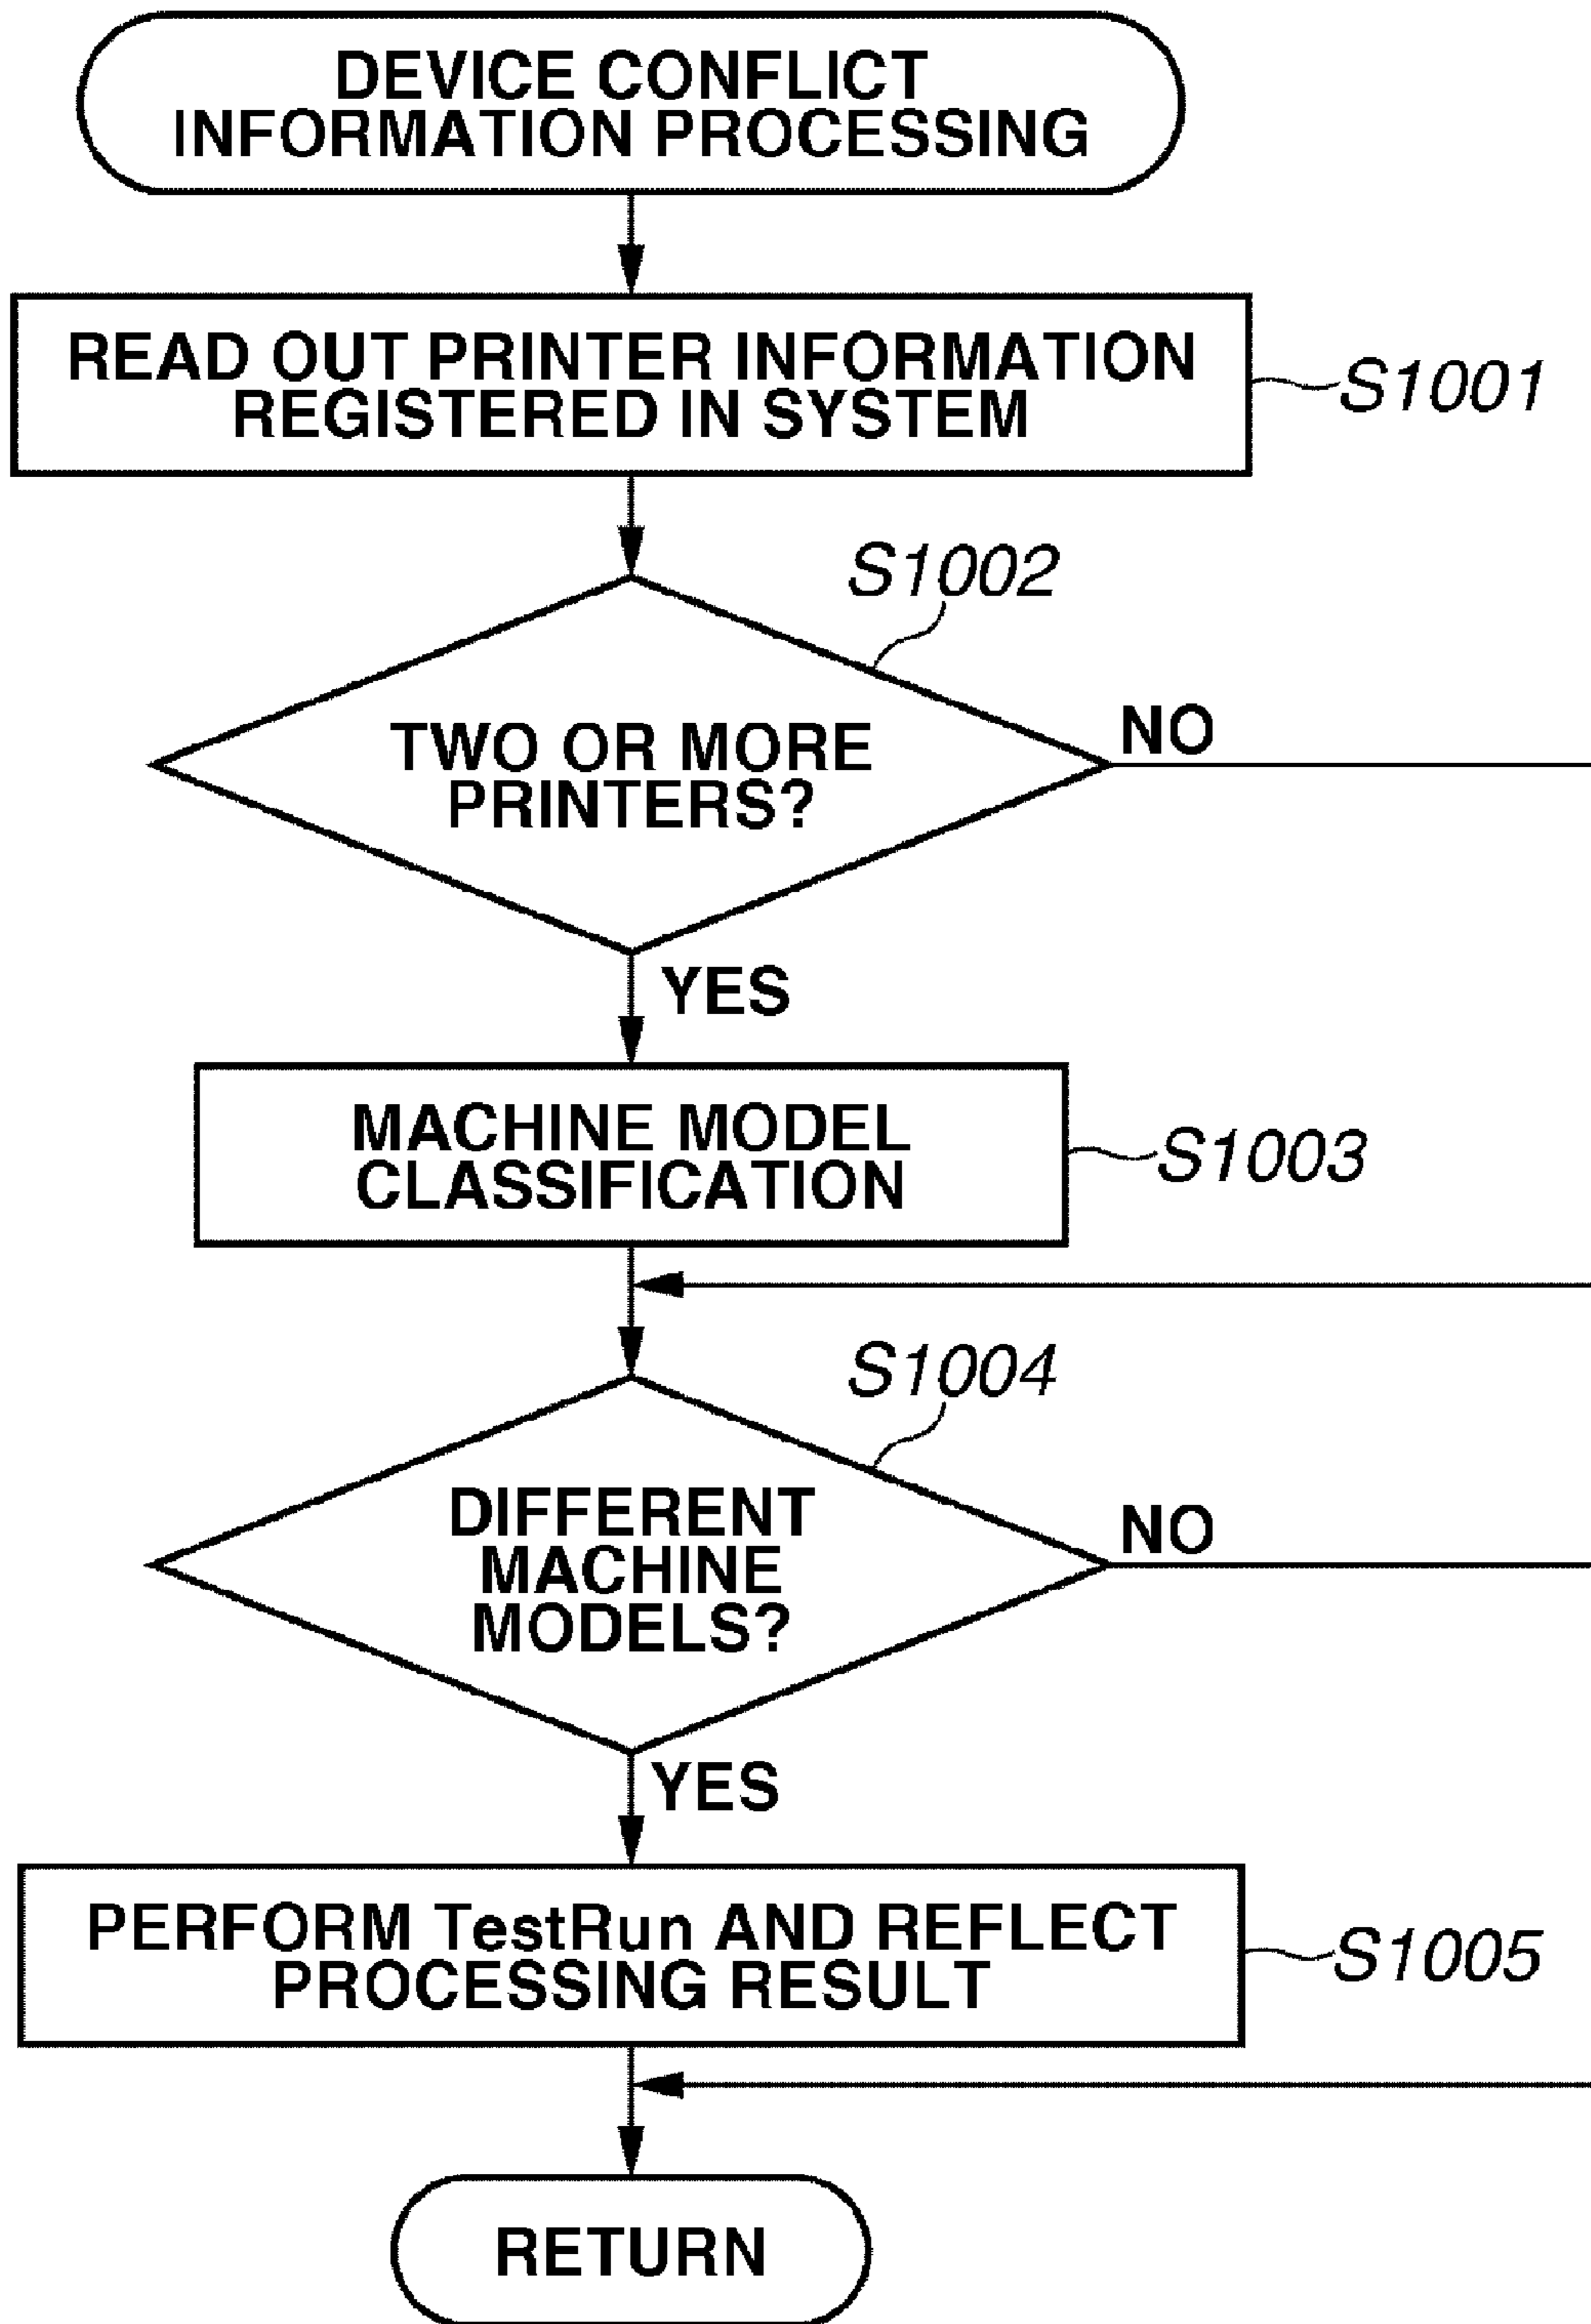 DEVICE CONFLICT
INFORMATION PROCESSING
READ OUT PRINTER INFORMATION
REGISTERED IN SYSTEM
S1001
S1002
TWO OR MORE
PRINTERS?
NO
YES
MACHINE MODEL
CLASSIFICATION
S1003
S1004
DIFFERENT
MACHINE
MODELS?
NO
YES
PERFORM TestRun AND REFLECT
PROCESSING RESULT
S1005
RETURN